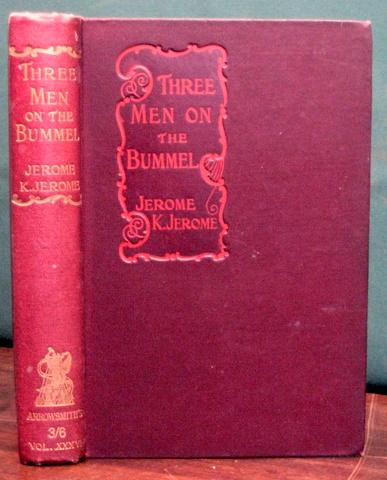 THREE
MEN
ON THE
BUMMEL
JEROME
K. JEROME
ARROWSMITH'S
3/6
THREE
MEN ON
THE
BUMMEL
JEROME
K. JEROME